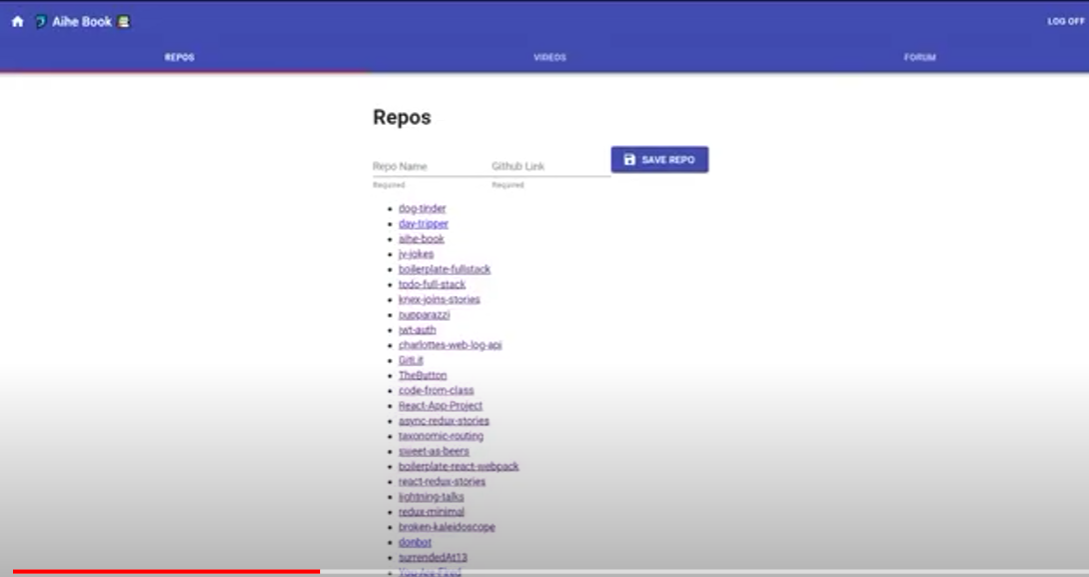 Aihe Book
LOG OFF
REPOS VIDEOS FORUM
Repos
Repo Name Github Link SAVE REPO
Required Required
dog-tinder
day-tripper
aihe-book
jv-jokes
boilerplate-fullstack
todo-full-stack
knex-joins-stories
pupparazzi
jwt-auth
charlottes-web-log-api
GitLit
TheButton
code-from-class
React-App-Project
async-redux-stories
taxonomic-routing
sweet-as-beers
boilerplate-react-webpack
react-redux-stories
lightning-talks
redux-minimal
broken-kaleidoscope
donbot
surrendedAt13
You-Are-Fired